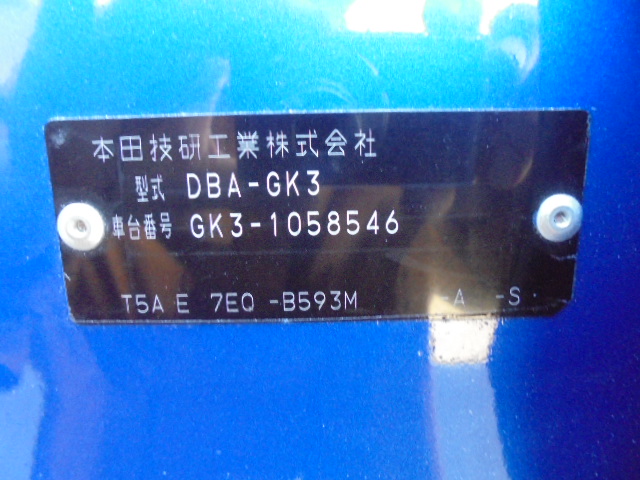 本田技研工業株式会社
型式 DBA-GK3
車台番号 GK3-1058546
T5A E 7EQ -B593M -A -S